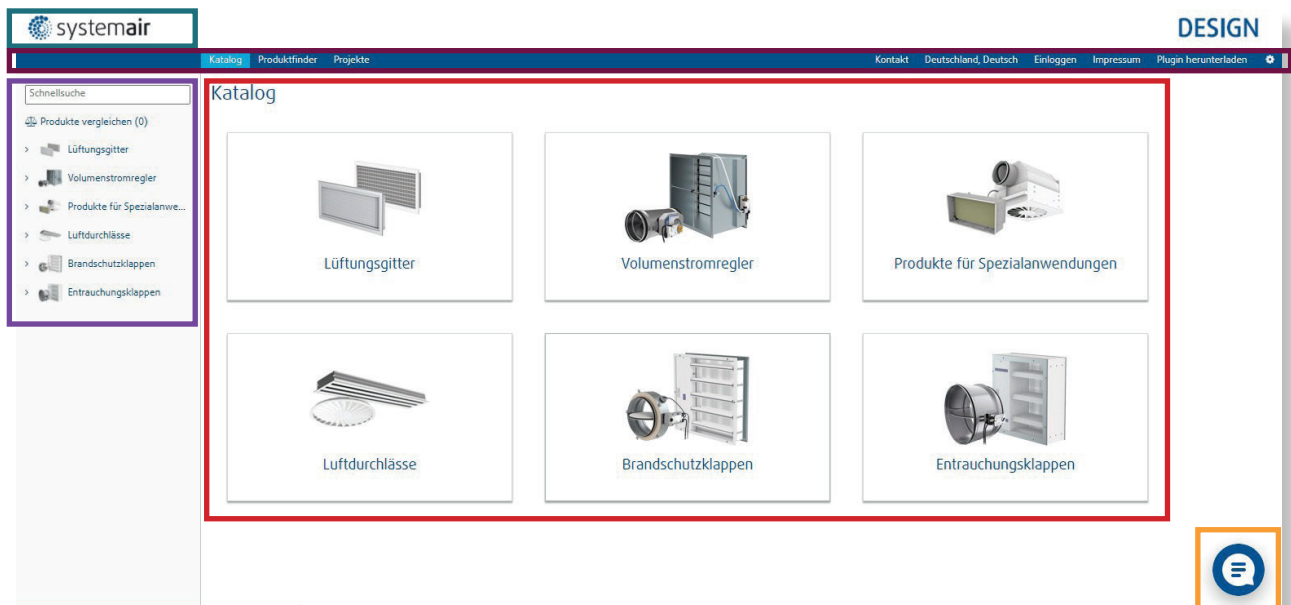 systemair
DESIGN
Katalog Produktfinder Projekte Kontakt Deutschland, Deutsch Einloggen Impressum Plugin herunterladen
Schnellsuche
Produkte vergleichen (0)
Lüftungsgitter
Volumenstromregler
Produkte für Spezialanwe...
Luftdurchlässe
Brandschutzklappen
Entrauchungsklappen
Katalog
Lüftungsgitter Volumenstromregler Produkte für Spezialanwendungen
Luftdurchlässe Brandschutzklappen Entrauchungsklappen